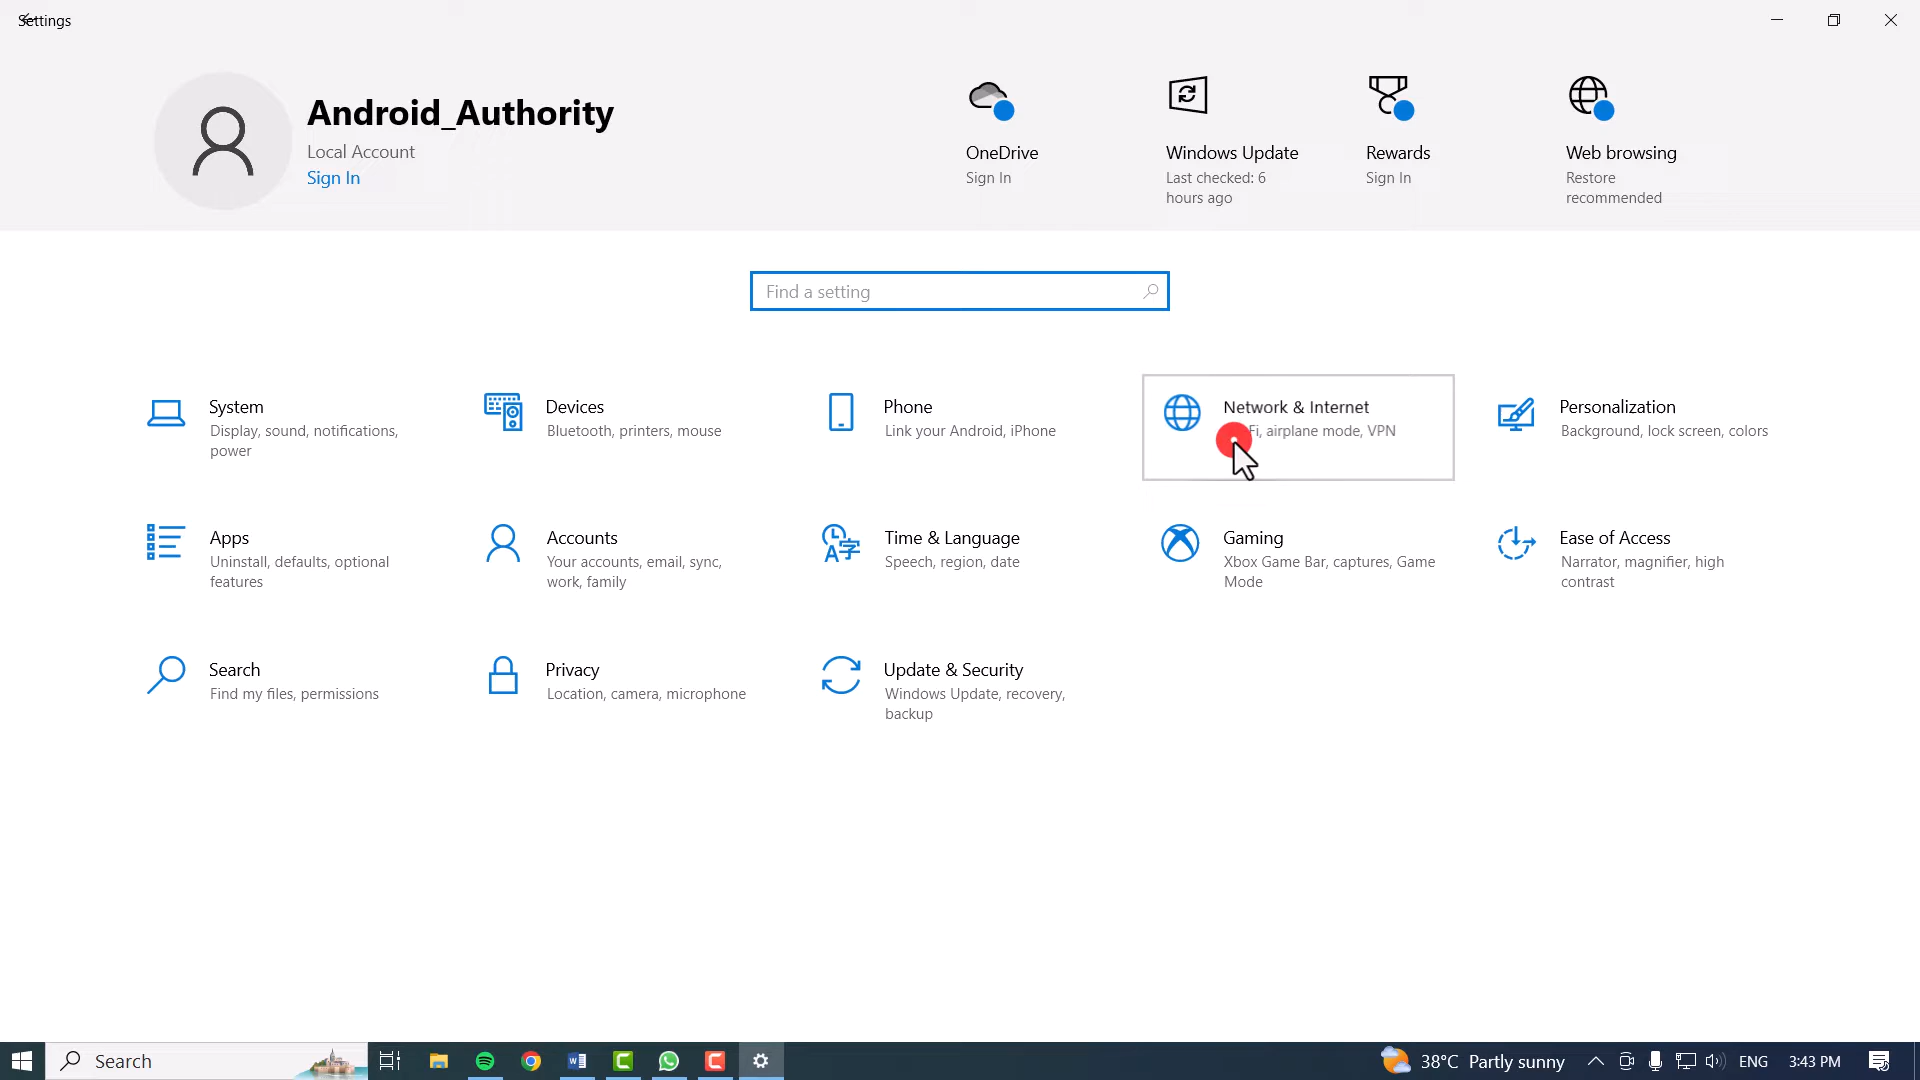 Settings
Android_Authority
Local Account
Sign In
OneDrive
Sign In
Windows Update
Last checked: 6
hours ago
Rewards
Sign In
Web browsing
Restore
recommended
Find a setting
System
Display, sound, notifications,
power
Devices
Bluetooth, printers, mouse
Phone
Link your Android, iPhone
Network & Internet
Fi, airplane mode, VPN
Personalization
Background, lock screen, colors
Apps
Uninstall, defaults, optional
features
Accounts
Your accounts, email, sync,
work, family
Time & Language
Speech, region, date
Gaming
Xbox Game Bar, captures, Game
Mode
Ease of Access
Narrator, magnifier, high
contrast
Search
Find my files, permissions
Privacy
Location, camera, microphone
Update & Security
Windows Update, recovery,
backup
Search
38°C Partly sunny
ENG
3:43 PM